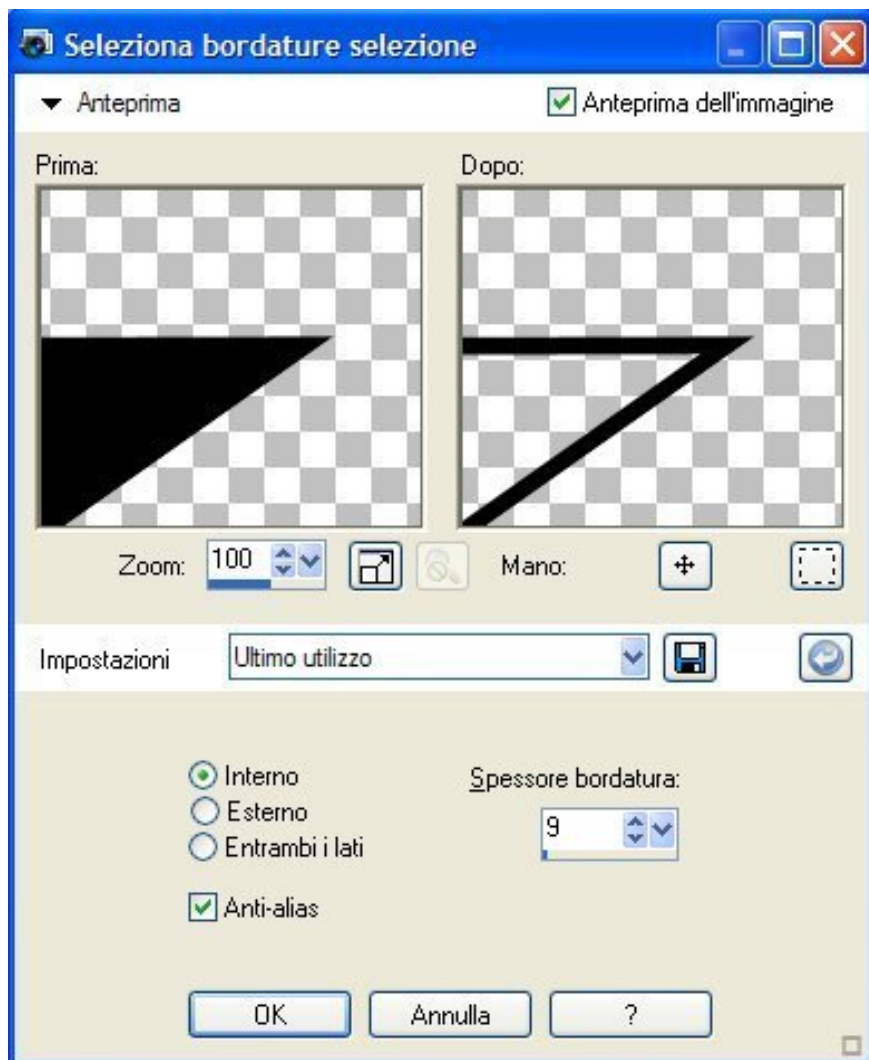 Seleziona bordature selezione
Anteprima
Anteprima dell'immagine
Prima:
Dopo:
Zoom:
100
Mano:
Impostazioni
Ultimo utilizzo
Interno
Esterno
Entrambi i lati
Spessore bordatura:
9
Anti-alias
OK
Annulla
?